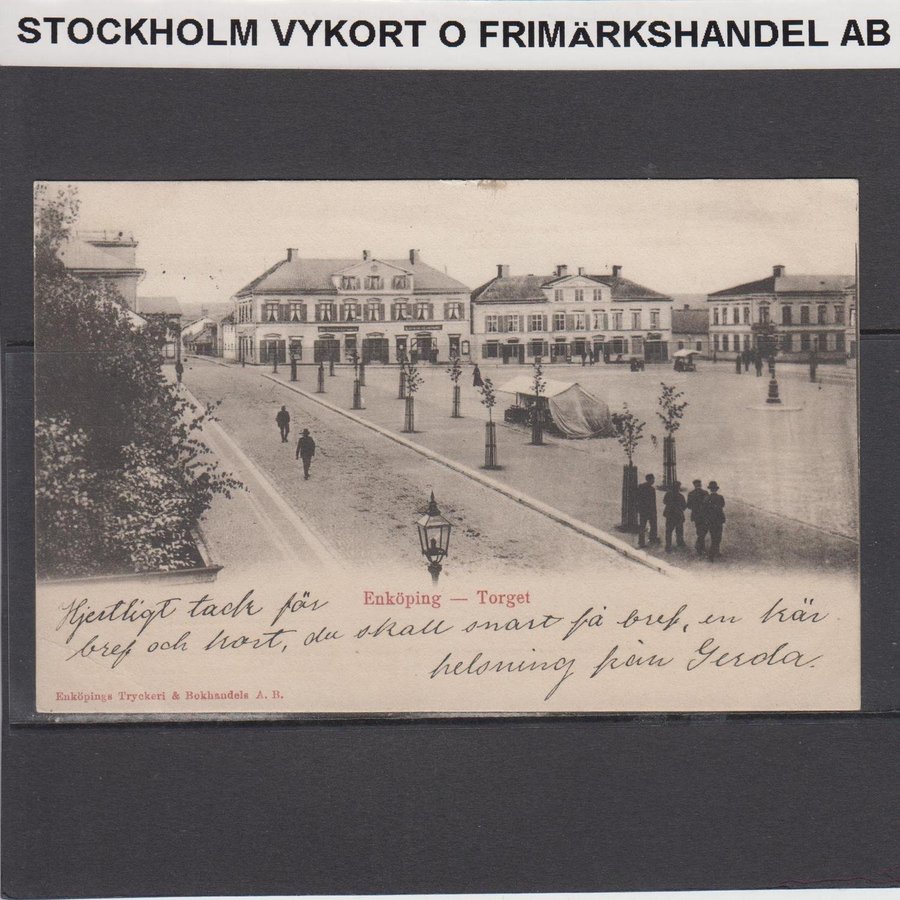 STOCKHOLM VYKORT O FRIMÄRKSHANDEL AB
Enköping — Torget
Hjertligt tack för
bref och kort, du skall snart få bref, en kär
helsning från Gerda.
Enköpings Tryckeri & Bokhandels A. B.